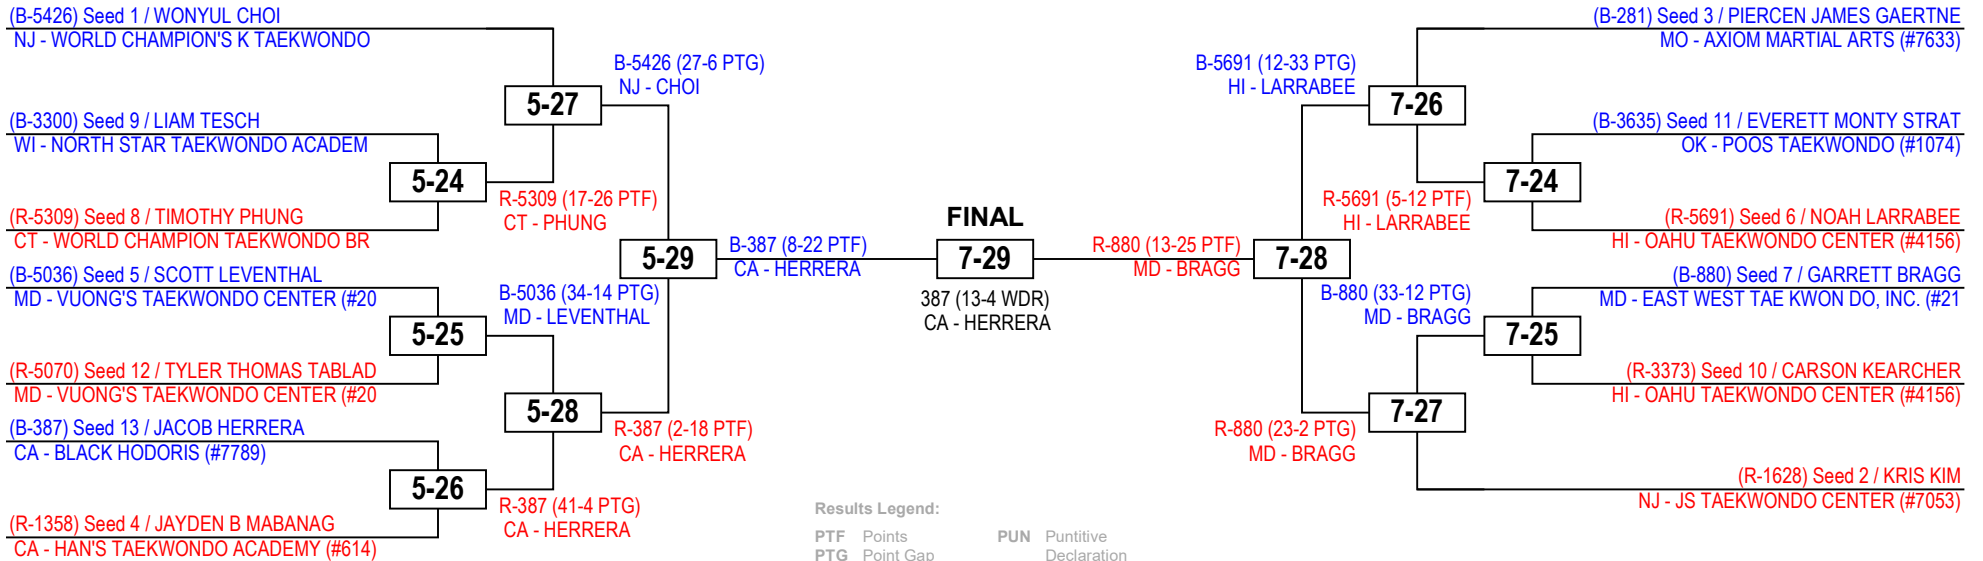 (B-5426) Seed 1 / WONYUL CHOI
NJ - WORLD CHAMPION'S K TAEKWONDO
(B-3300) Seed 9 / LIAM TESCH
WI - NORTH STAR TAEKWONDO ACADEM
(R-5309) Seed 8 / TIMOTHY PHUNG
CT - WORLD CHAMPION TAEKWONDO BR
(B-5036) Seed 5 / SCOTT LEVENTHAL
MD - VUONG'S TAEKWONDO CENTER (#20
(R-5070) Seed 12 / TYLER THOMAS TABLAD
MD - VUONG'S TAEKWONDO CENTER (#20
(B-387) Seed 13 / JACOB HERRERA
CA - BLACK HODORIS (#7789)
(R-1358) Seed 4 / JAYDEN B MABANAG
CA - HAN'S TAEKWONDO ACADEMY (#614)
5-24
5-25
5-26
R-5309 (17-26 PTF)
CT - PHUNG
B-5036 (34-14 PTG)
MD - LEVENTHAL
R-387 (41-4 PTG)
CA - HERRERA
5-27
5-28
B-5426 (27-6 PTG)
NJ - CHOI
R-387 (2-18 PTF)
CA - HERRERA
5-29
B-387 (8-22 PTF)
CA - HERRERA
FINAL
7-29
387 (13-4 WDR)
CA - HERRERA
R-880 (13-25 PTF)
MD - BRAGG
7-28
B-5691 (12-33 PTG)
HI - LARRABEE
R-880 (23-2 PTG)
MD - BRAGG
7-26
7-27
R-5691 (5-12 PTF)
HI - LARRABEE
B-880 (33-12 PTG)
MD - BRAGG
7-24
7-25
(B-281) Seed 3 / PIERCEN JAMES GAERTNE
MO - AXIOM MARTIAL ARTS (#7633)
(B-3635) Seed 11 / EVERETT MONTY STRAT
OK - POOS TAEKWONDO (#1074)
(R-5691) Seed 6 / NOAH LARRABEE
HI - OAHU TAEKWONDO CENTER (#4156)
(B-880) Seed 7 / GARRETT BRAGG
MD - EAST WEST TAE KWON DO, INC. (#21
(R-3373) Seed 10 / CARSON KEARCHER
HI - OAHU TAEKWONDO CENTER (#4156)
(R-1628) Seed 2 / KRIS KIM
NJ - JS TAEKWONDO CENTER (#7053)
Results Legend:
PTF Points PUN Puntitive
PTG Point Gap Declaration